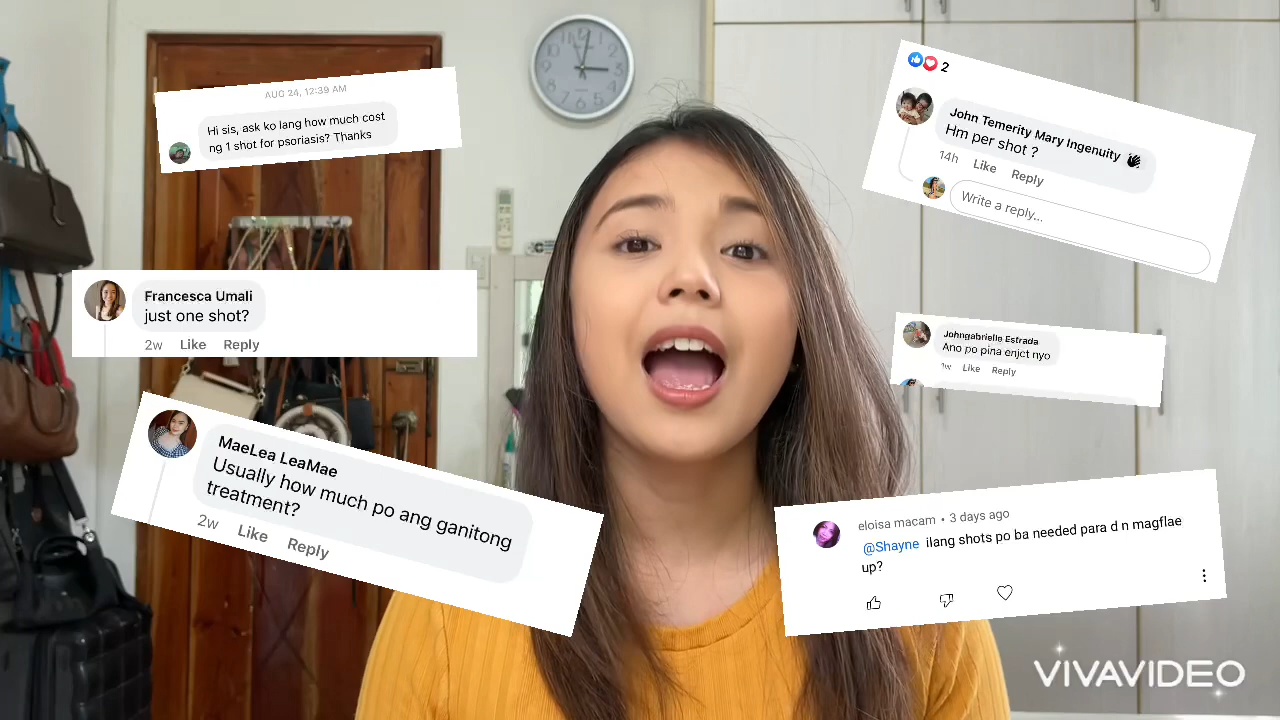 AUG 24, 12:39 AM
Hi sis, ask ko lang how much cost
ng 1 shot for psoriasis? Thanks
2
John Temerity Mary Ingenuity
Hm per shot ?
14h Like Reply
Write a reply...
Francesca Umali
just one shot?
2w Like Reply
Johngabrielle Estrada
Ano po pina enjct nyo
Like Reply
MaeLea LeaMae
Usually how much po ang ganitong
treatment?
2w Like Reply
eloisa macam • 3 days ago
@Shayne ilang shots po ba needed para d n magflae
up?
VIVAVIDEO